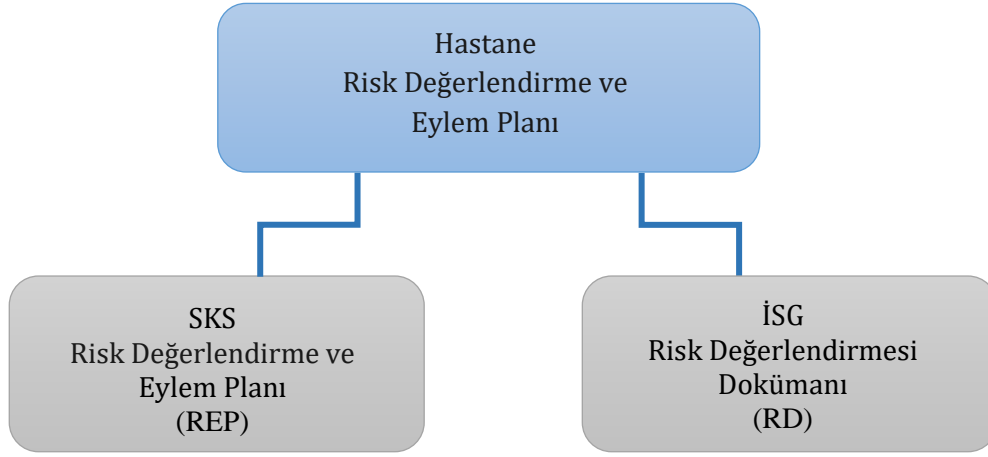 Hastane
Risk Değerlendirme ve
Eylem Planı
SKS
Risk Değerlendirme ve
Eylem Planı
(REP)
İSG
Risk Değerlendirmesi
Dokümanı
(RD)